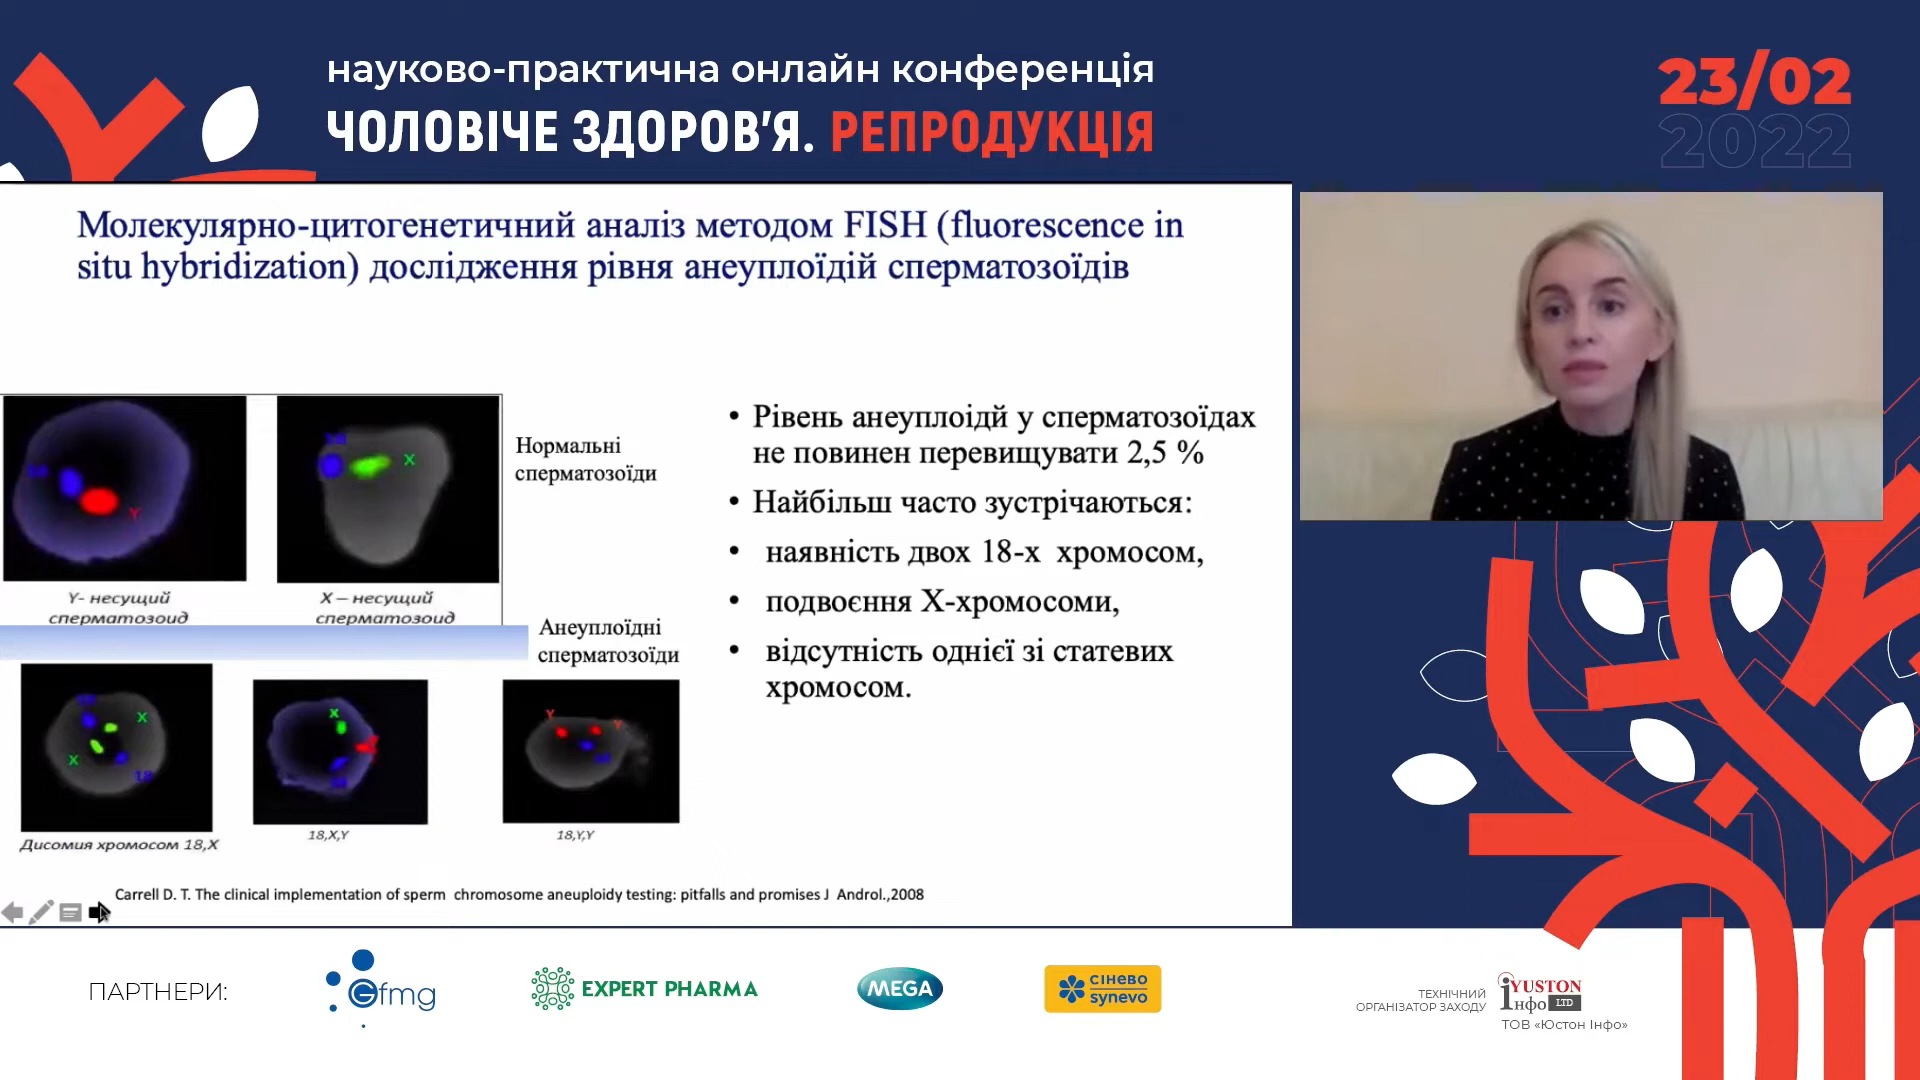 науково-практична онлайн конференція
ЧОЛОВІЧЕ ЗДОРОВ'Я. РЕПРОДУКЦІЯ
23/02
2022
Молекулярно-цитогенетичний аналіз методом FISH (fluorescence in
situ hybridization) дослідження рівня анеуплоїдій сперматозоїдів
Y
X
Нормальні
сперматозоїди
Y- несущий
сперматозоид
X – несущий
сперматозоид
Анеуплоїдні
сперматозоїди
X
X
18
X
Y
Y
Дисомия хромосом 18,X
18,X,Y
18,Y,Y
• Рівень анеуплоідй у сперматозоїдах
не повинен перевищувати 2,5 %
• Найбільш часто зустрічаються:
• наявність двох 18-х хромосом,
• подвоєння Х-хромосоми,
• відсутність однієї зі статевих
хромосом.
Carrell D. T. The clinical implementation of sperm chromosome aneuploidy testing: pitfalls and promises J Androl.,2008
ПАРТНЕРИ:
Gfmg
EXPERT PHARMA
MEGA
сінево
synevo
ТЕХНІЧНИЙ
ОРГАНІЗАТОР ЗАХОДУ
YUSTON
Інфо LTD
ТОВ «Юстон Інфо»